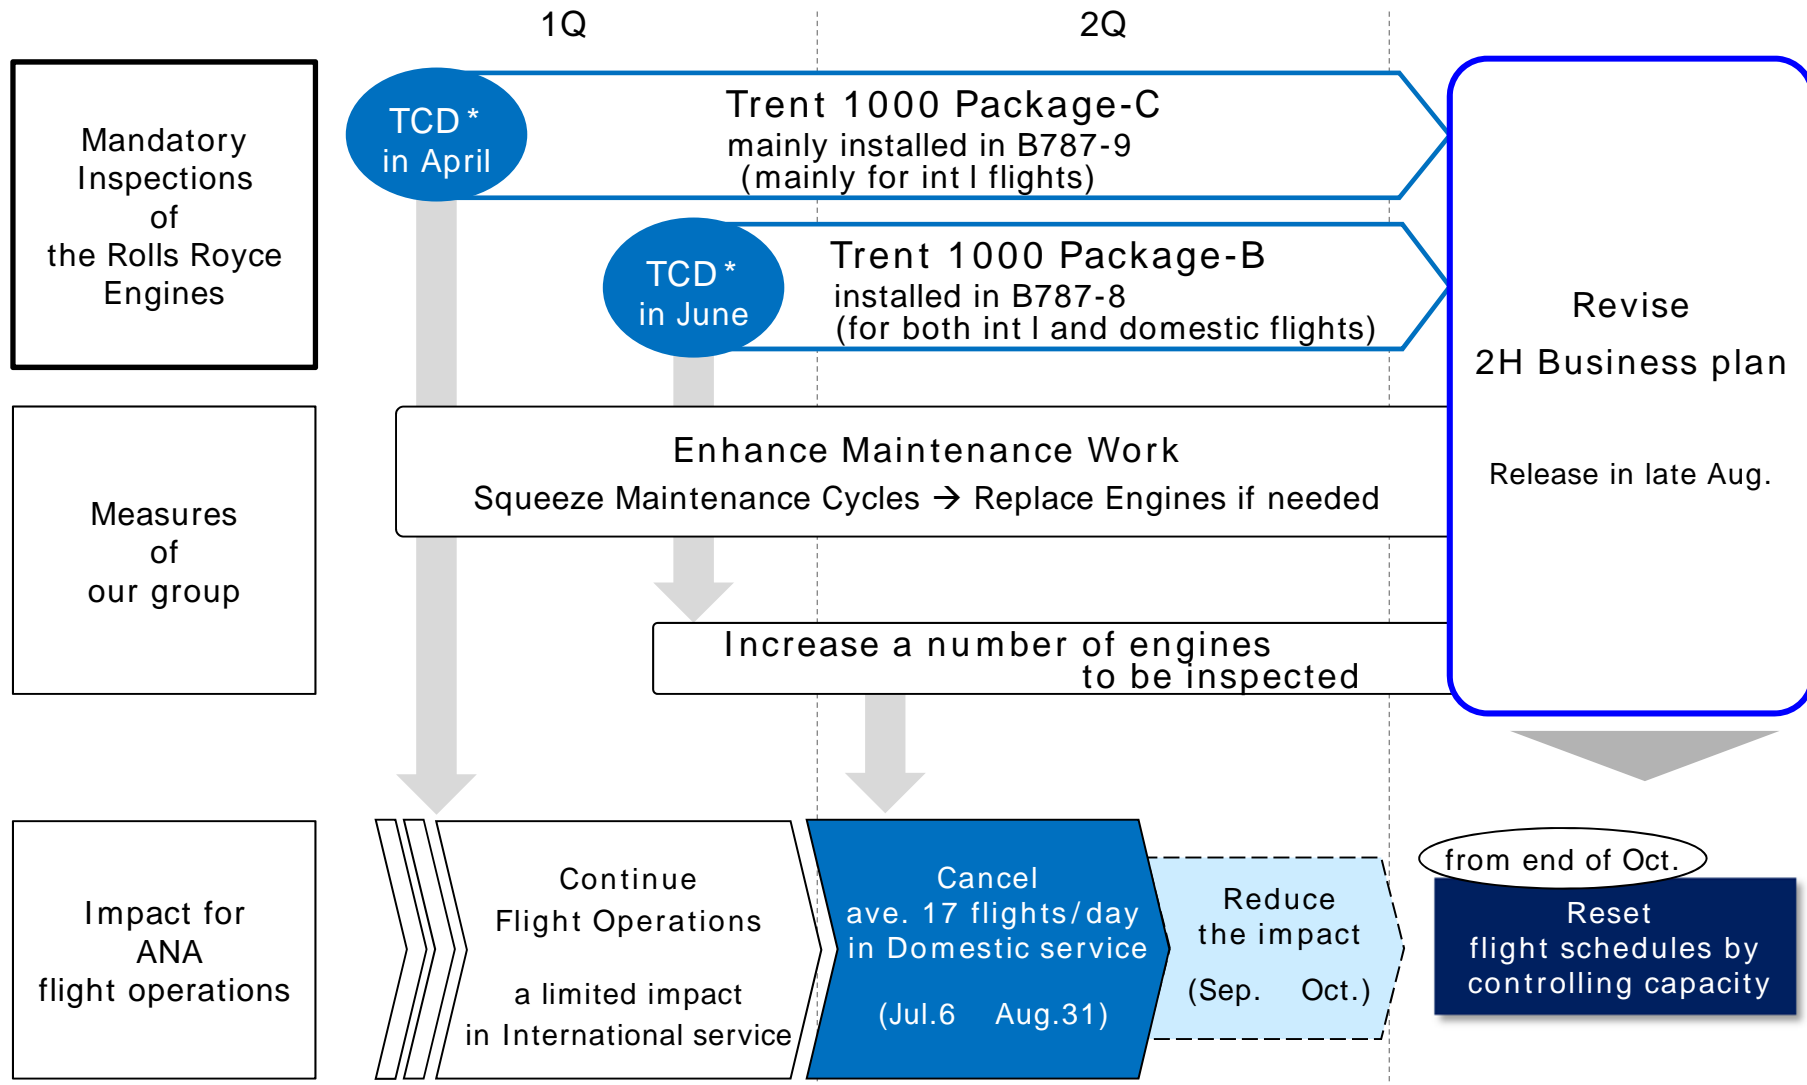 1Q
2Q
Mandatory
Inspections
of
the Rolls Royce
Engines
TCD *
in April
Trent 1000 Package-C
mainly installed in B787-9
(mainly for int l flights)
TCD *
in June
Trent 1000 Package-B
installed in B787-8
(for both int l and domestic flights)
Revise
2H Business plan
Release in late Aug.
Measures
of
our group
Enhance Maintenance Work
Squeeze Maintenance Cycles → Replace Engines if needed
Increase a number of engines
to be inspected
Impact for
ANA
flight operations
Continue
Flight Operations
a limited impact
in International service
Cancel
ave. 17 flights/day
in Domestic service
(Jul.6 Aug.31)
Reduce
the impact
(Sep. Oct.)
from end of Oct.
Reset
flight schedules by
controlling capacity